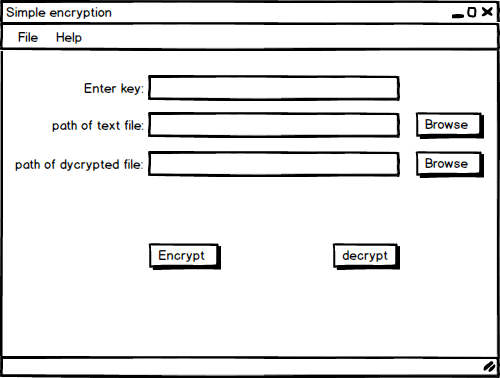 Simple encryption
File Help
Enter key:
path of text file: Browse
path of dycrypted file: Browse
Encrypt decrypt